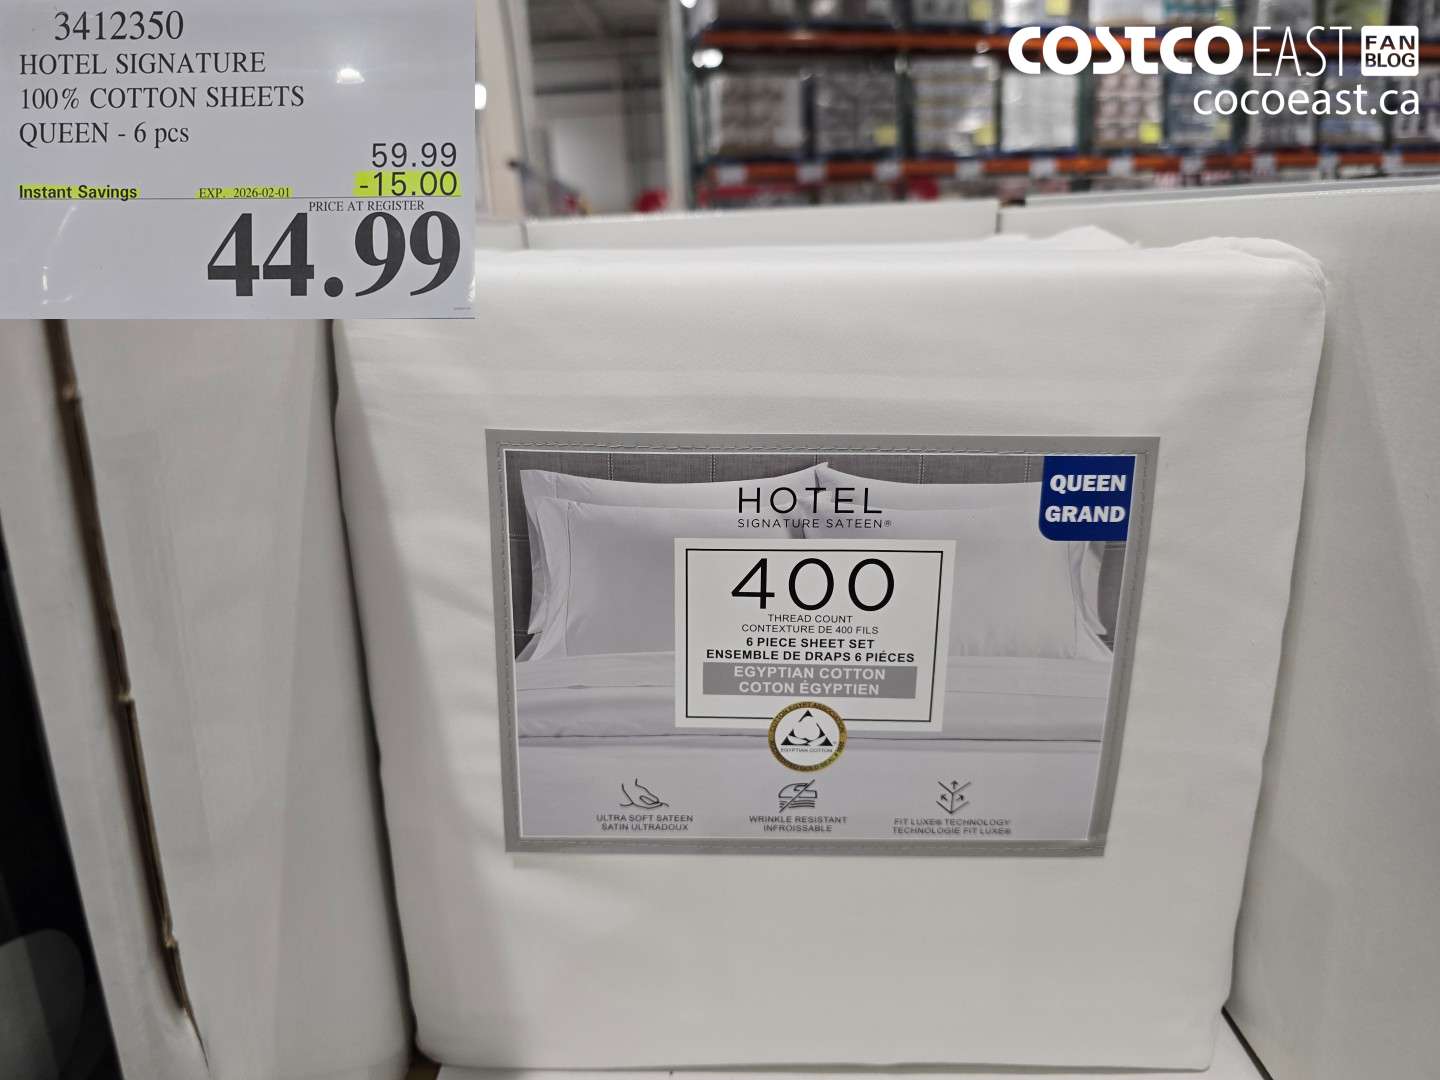 3412350
HOTEL SIGNATURE
100% COTTON SHEETS
QUEEN - 6 pcs
59.99
Instant Savings EXP. 2026-02-01 -15.00
PRICE AT REGISTER
44.99
COSTCO EAST FAN BLOG
cocoeast.ca
HOTEL
SIGNATURE SATEEN®
QUEEN
GRAND
400
THREAD COUNT
CONTEXTURE DE 400 FILS
6 PIECE SHEET SET
ENSEMBLE DE DRAPS 6 PIÉCES
EGYPTIAN COTTON
COTON ÉGYPTIEN
EGYPTIAN COTTON
ULTRA SOFT SATEEN
SATIN ULTRADOUX
WRINKLE RESISTANT
INFROISSABLE
FIT LUXE® TECHNOLOGY
TECHNOLOGIE FIT LUXE®